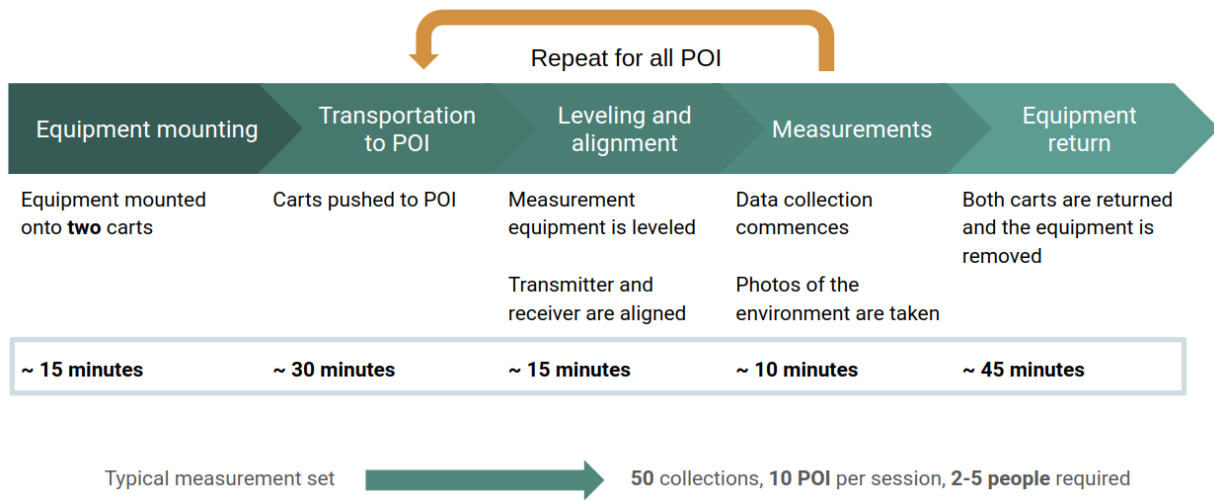 Repeat for all POI
Equipment mounting
Transportation
to POI
Leveling and
alignment
Measurements
Equipment
return
Equipment mounted
onto two carts
Carts pushed to POI
Measurement
equipment is leveled
Transmitter and
receiver are aligned
Data collection
commences
Photos of the
environment are taken
Both carts are returned
and the equipment is
removed
~ 15 minutes
~ 30 minutes
~ 15 minutes
~ 10 minutes
~ 45 minutes
Typical measurement set
50 collections, 10 POI per session, 2-5 people required